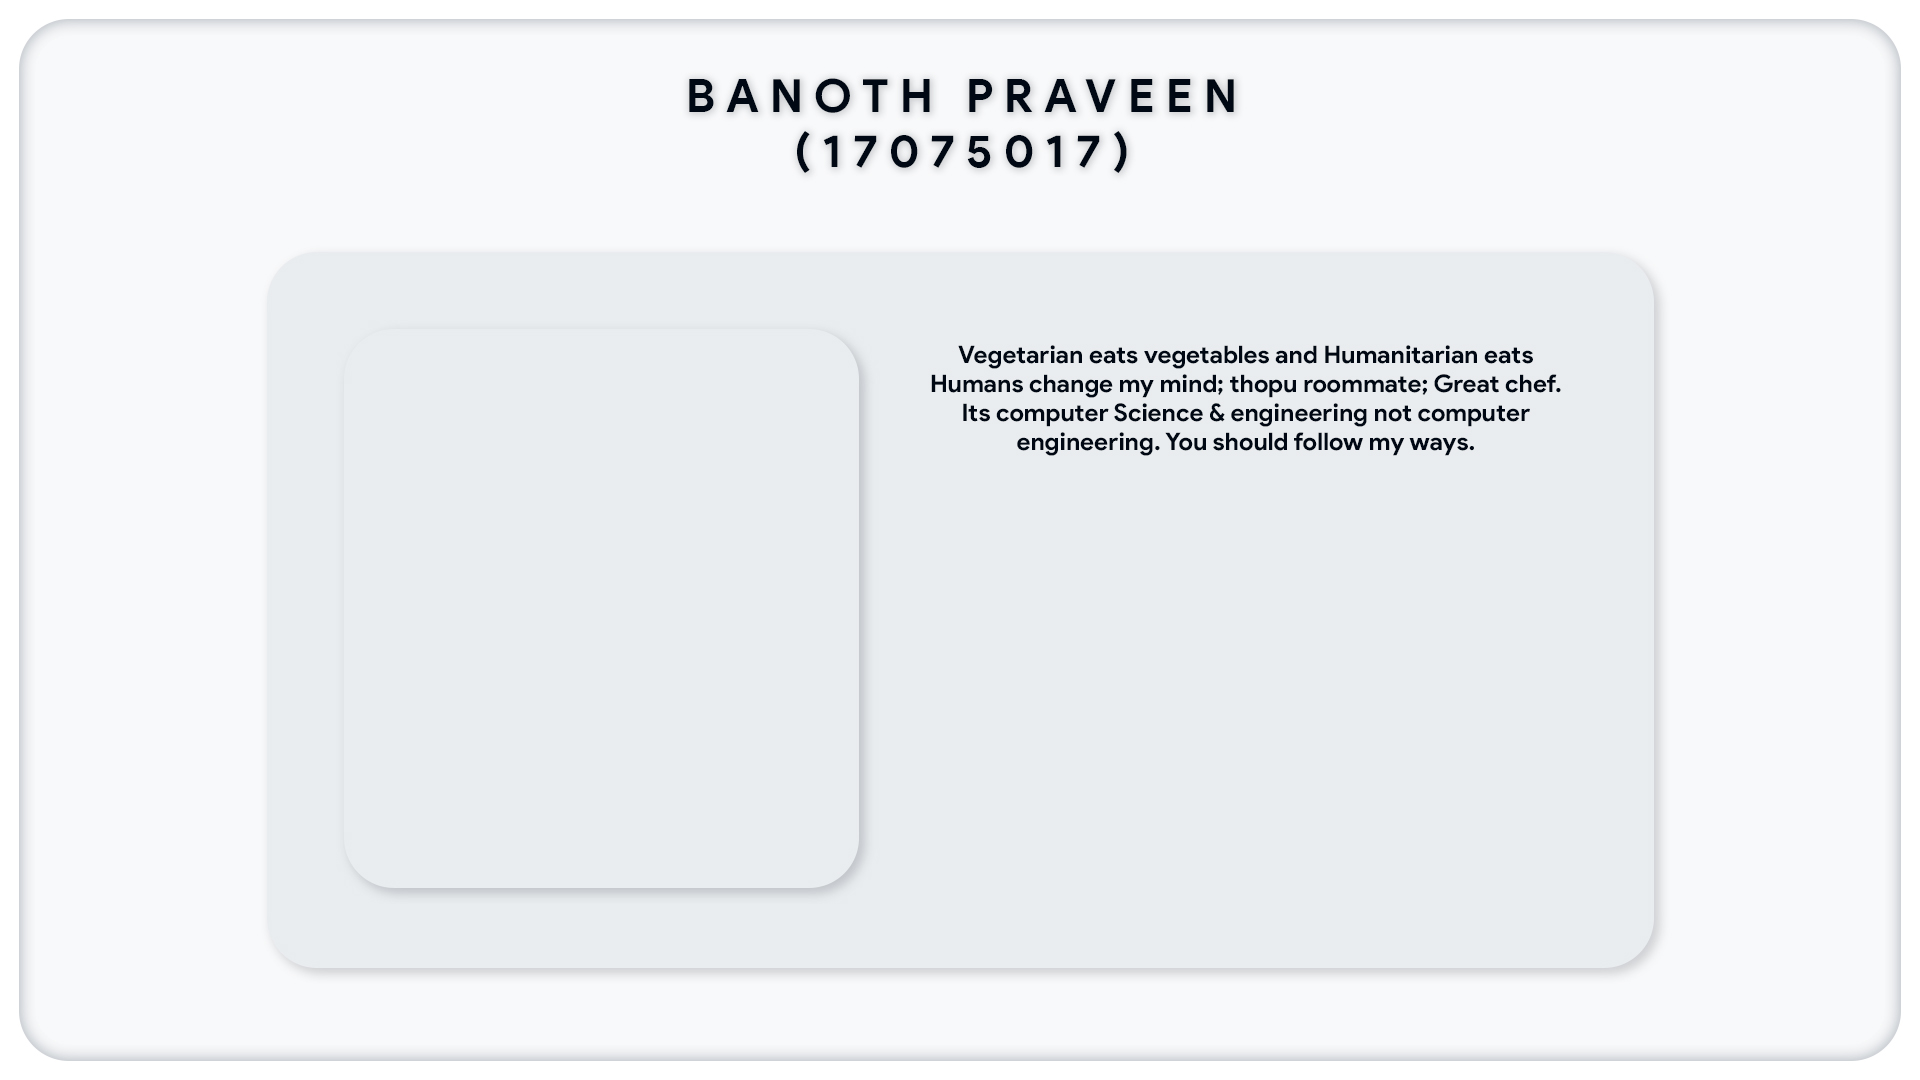 BANOTH PRAVEEN
(17075017)
Vegetarian eats vegetables and Humanitarian eats
Humans change my mind; thopu roommate; Great chef.
Its computer Science & engineering not computer
engineering. You should follow my ways.